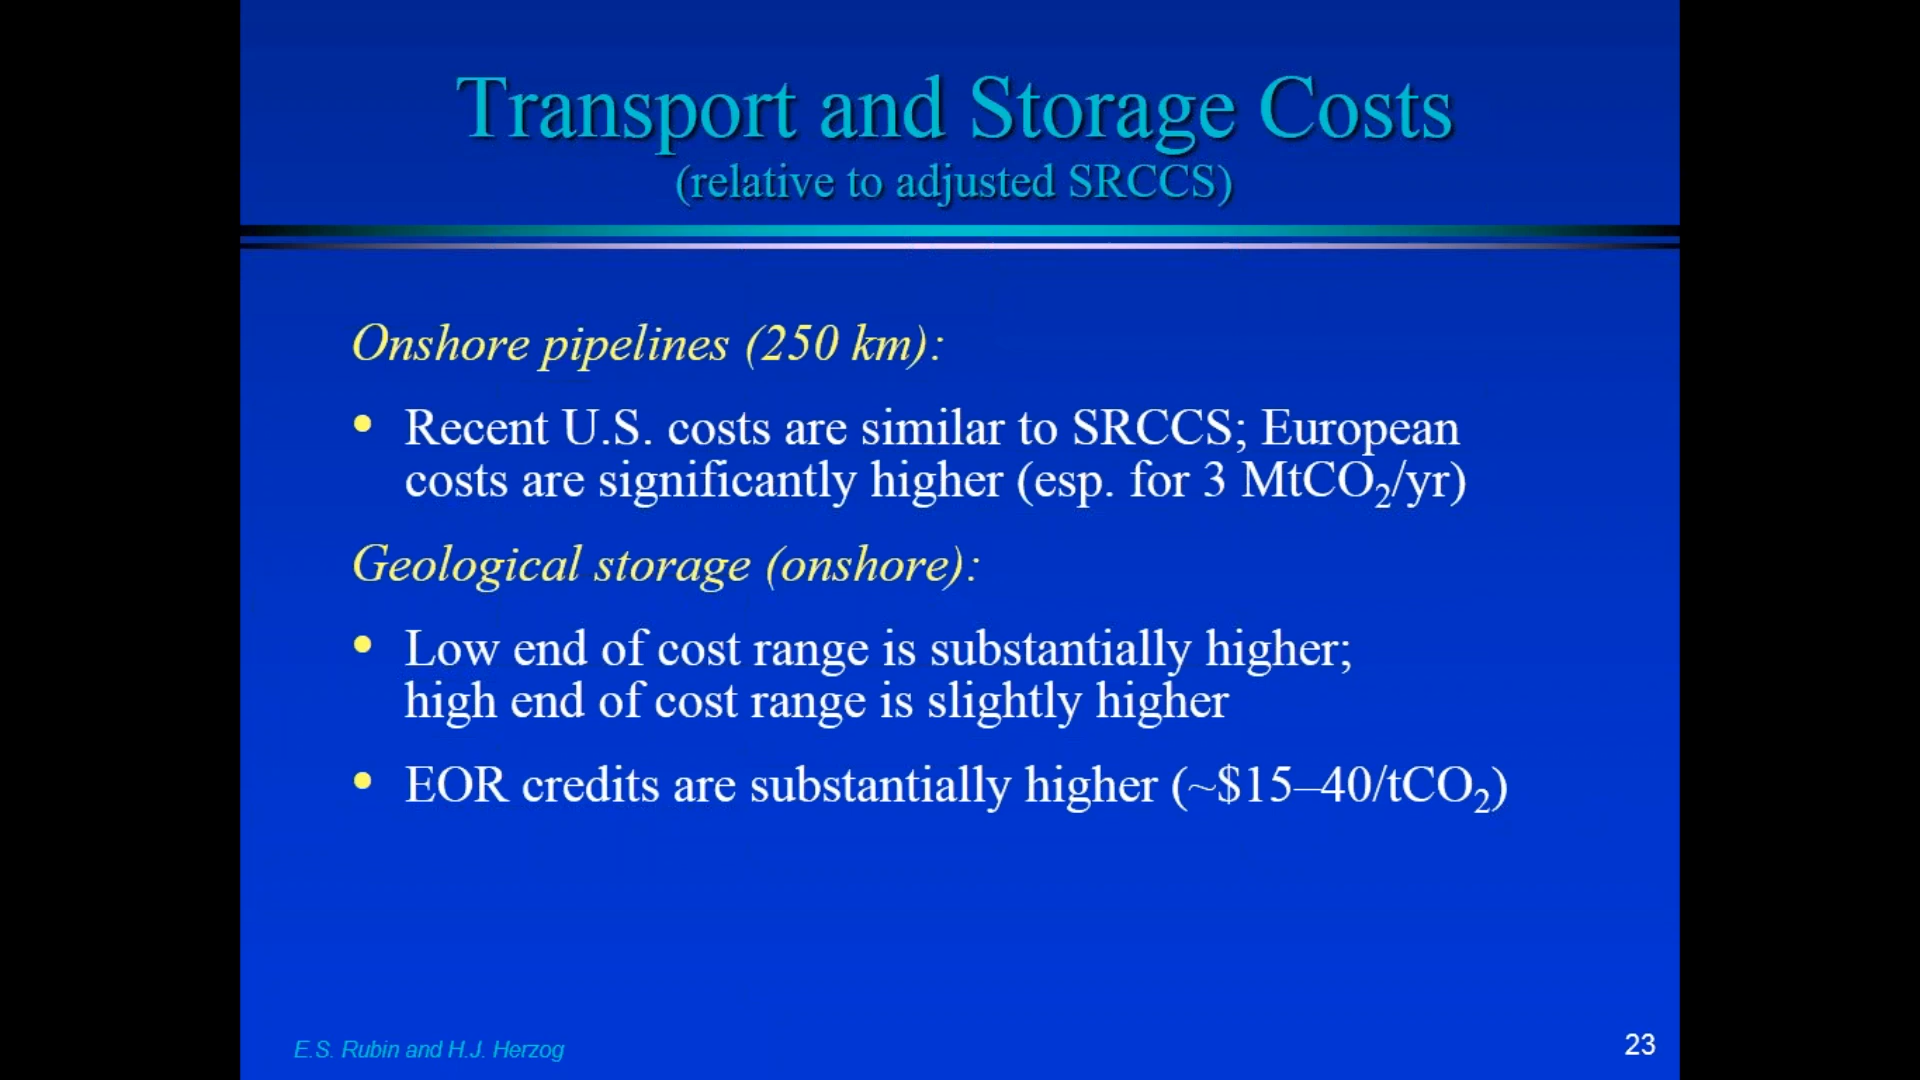 Transport and Storage Costs
(relative to adjusted SRCCS)
Onshore pipelines (250 km):
• Recent U.S. costs are similar to SRCCS; European
costs are significantly higher (esp. for 3 MtCO₂/yr)
Geological storage (onshore):
• Low end of cost range is substantially higher;
high end of cost range is slightly higher
• EOR credits are substantially higher (~$15–40/tCO₂)
E.S. Rubin and H.J. Herzog
23